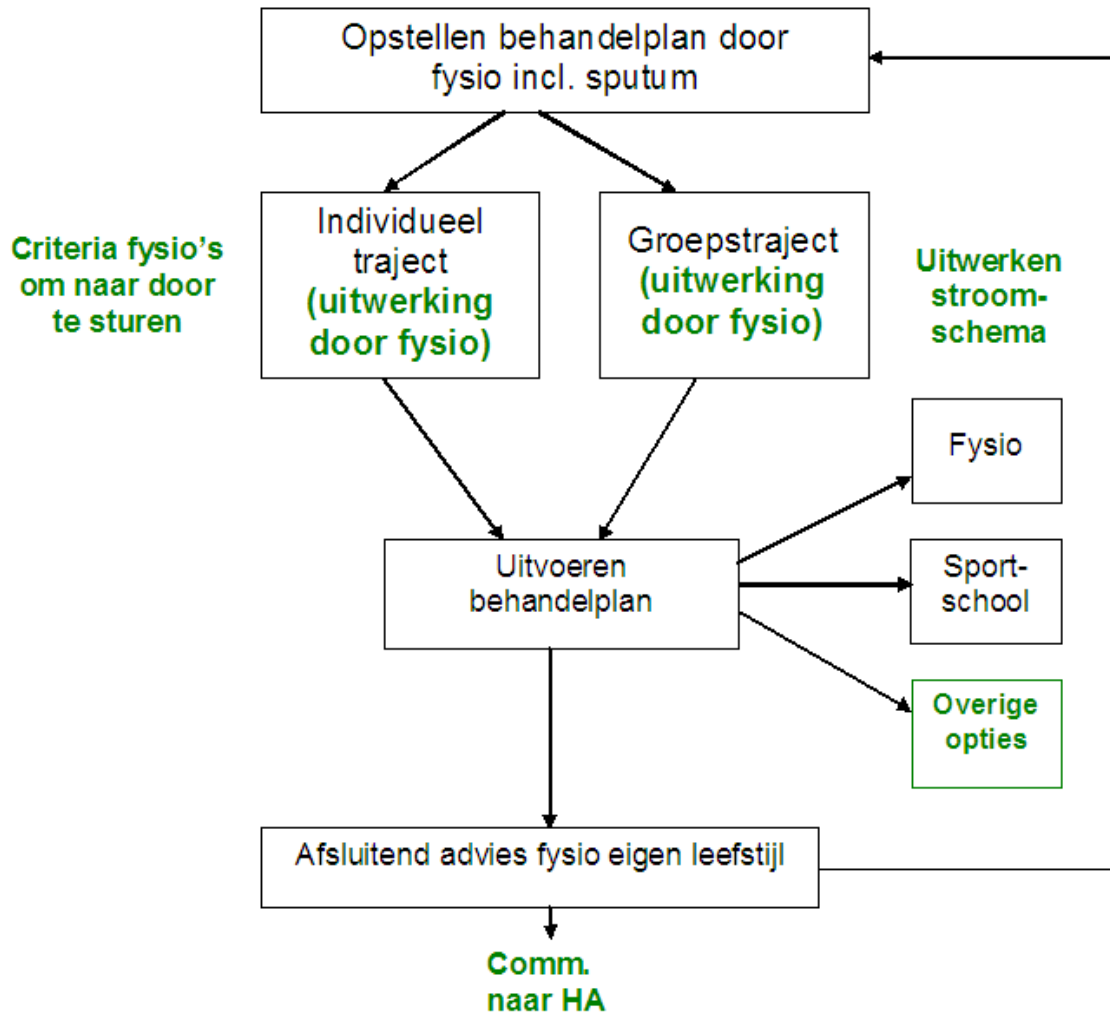 Opstellen behandelplan door
fysio incl. sputum
Criteria fysio's
om naar door
te sturen
Individueel
traject
(uitwerking
door fysio)
Groepstraject
(uitwerking
door fysio)
Uitwerken
stroom-
schema
Fysio
Uitvoeren
behandelplan
Sport-
school
Overige
opties
Afsluitend advies fysio eigen leefstijl
Comm.
naar HA